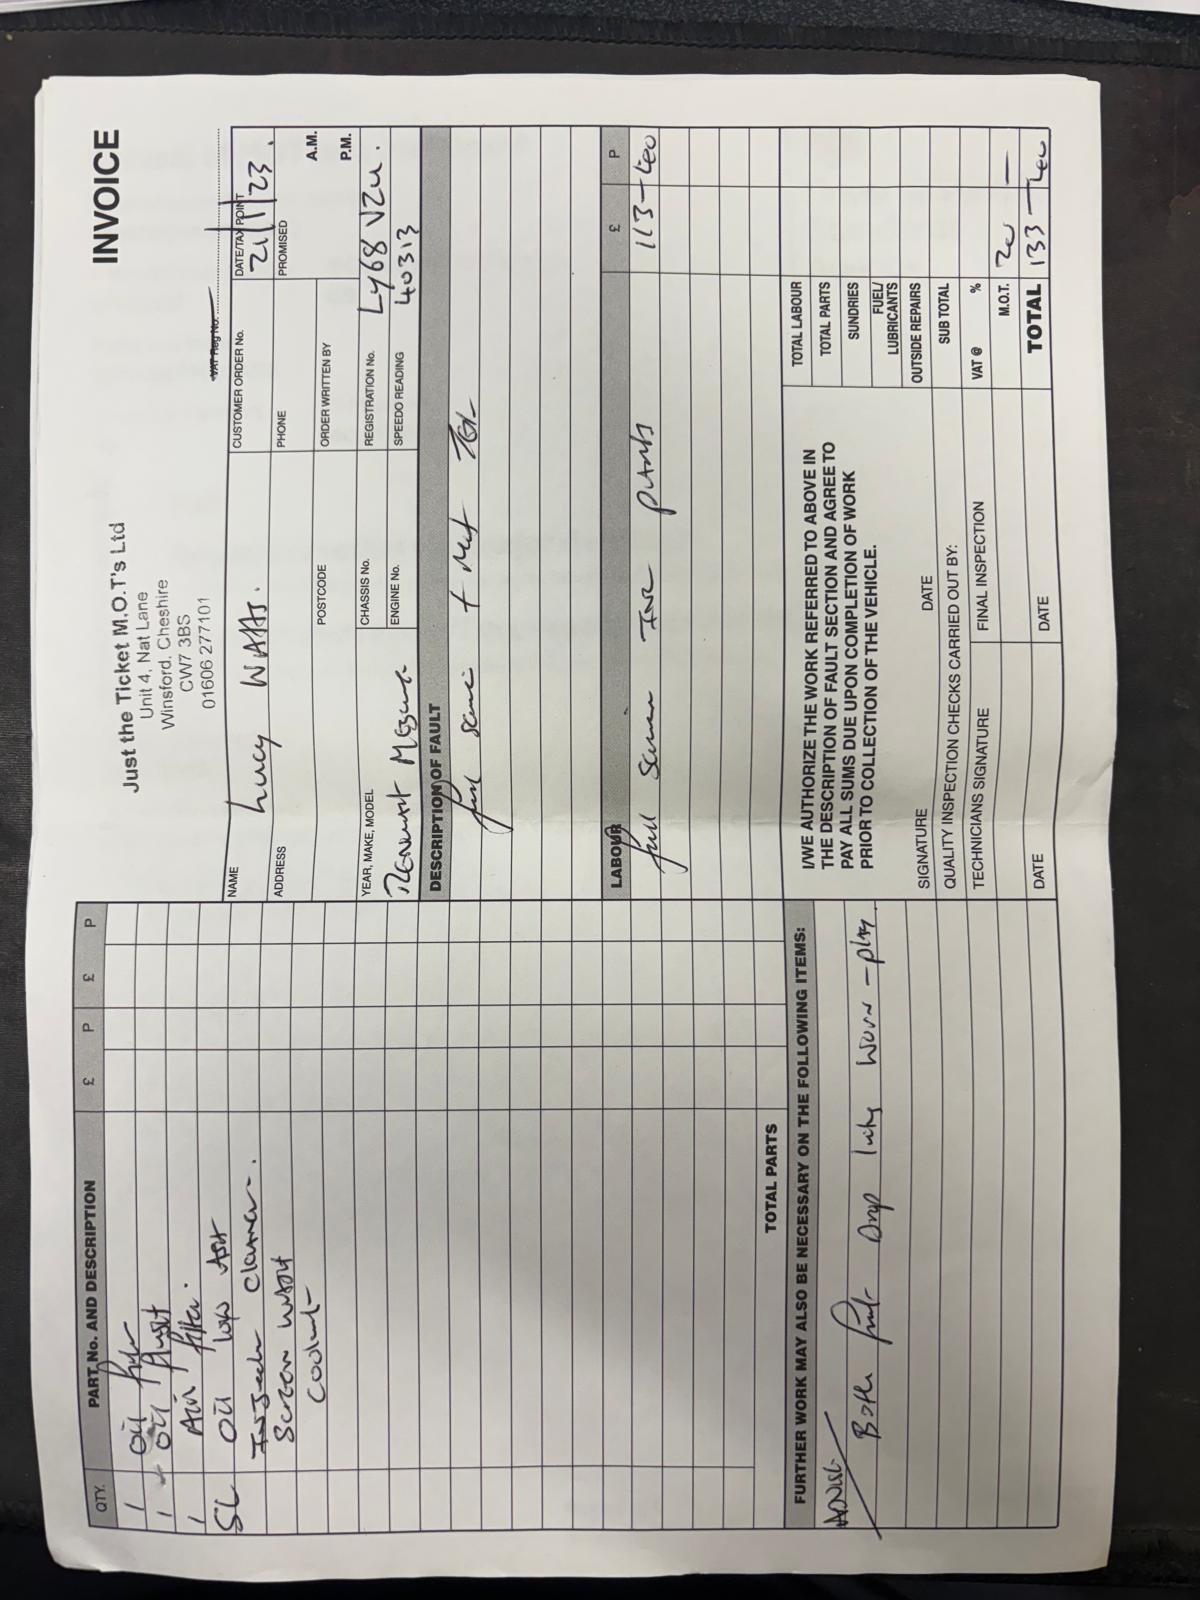 QTY. PART, No. AND DESCRIPTION £ P £ P
1 Oil filter
1 Oil flush
1 Air filter.
5L Oil low ASH
Injector cleaner.
Screen WASH
Coolant
TOTAL PARTS
FURTHER WORK MAY ALSO BE NECESSARY ON THE FOLLOWING ITEMS:
Advise
Both front Drop links worn - play.
INVOICE
Just the Ticket M.O.T's Ltd
Unit 4, Nat Lane
Winsford, Cheshire
CW7 3BS
01606 277101
VAT Reg No.
NAME Lucy WAtts. CUSTOMER ORDER No. DATE/TAX POINT 21/1/23.
ADDRESS PHONE PROMISED A.M.
POSTCODE ORDER WRITTEN BY P.M.
YEAR, MAKE, MODEL CHASSIS No. REGISTRATION No. LY68 VZU.
Renault Megane ENGINE No. SPEEDO READING 40313
DESCRIPTION OF FAULT
full service + MOT
LABOUR £ P
full service Inc parts 113-400
I/WE AUTHORIZE THE WORK REFERRED TO ABOVE IN
THE DESCRIPTION OF FAULT SECTION AND AGREE TO
PAY ALL SUMS DUE UPON COMPLETION OF WORK
PRIOR TO COLLECTION OF THE VEHICLE.
SIGNATURE DATE
QUALITY INSPECTION CHECKS CARRIED OUT BY:
TECHNICIANS SIGNATURE FINAL INSPECTION
DATE DATE
TOTAL LABOUR
TOTAL PARTS
SUNDRIES
FUEL/
LUBRICANTS
OUTSIDE REPAIRS
SUB TOTAL
VAT @ %
M.O.T. 20 —
TOTAL 133-400